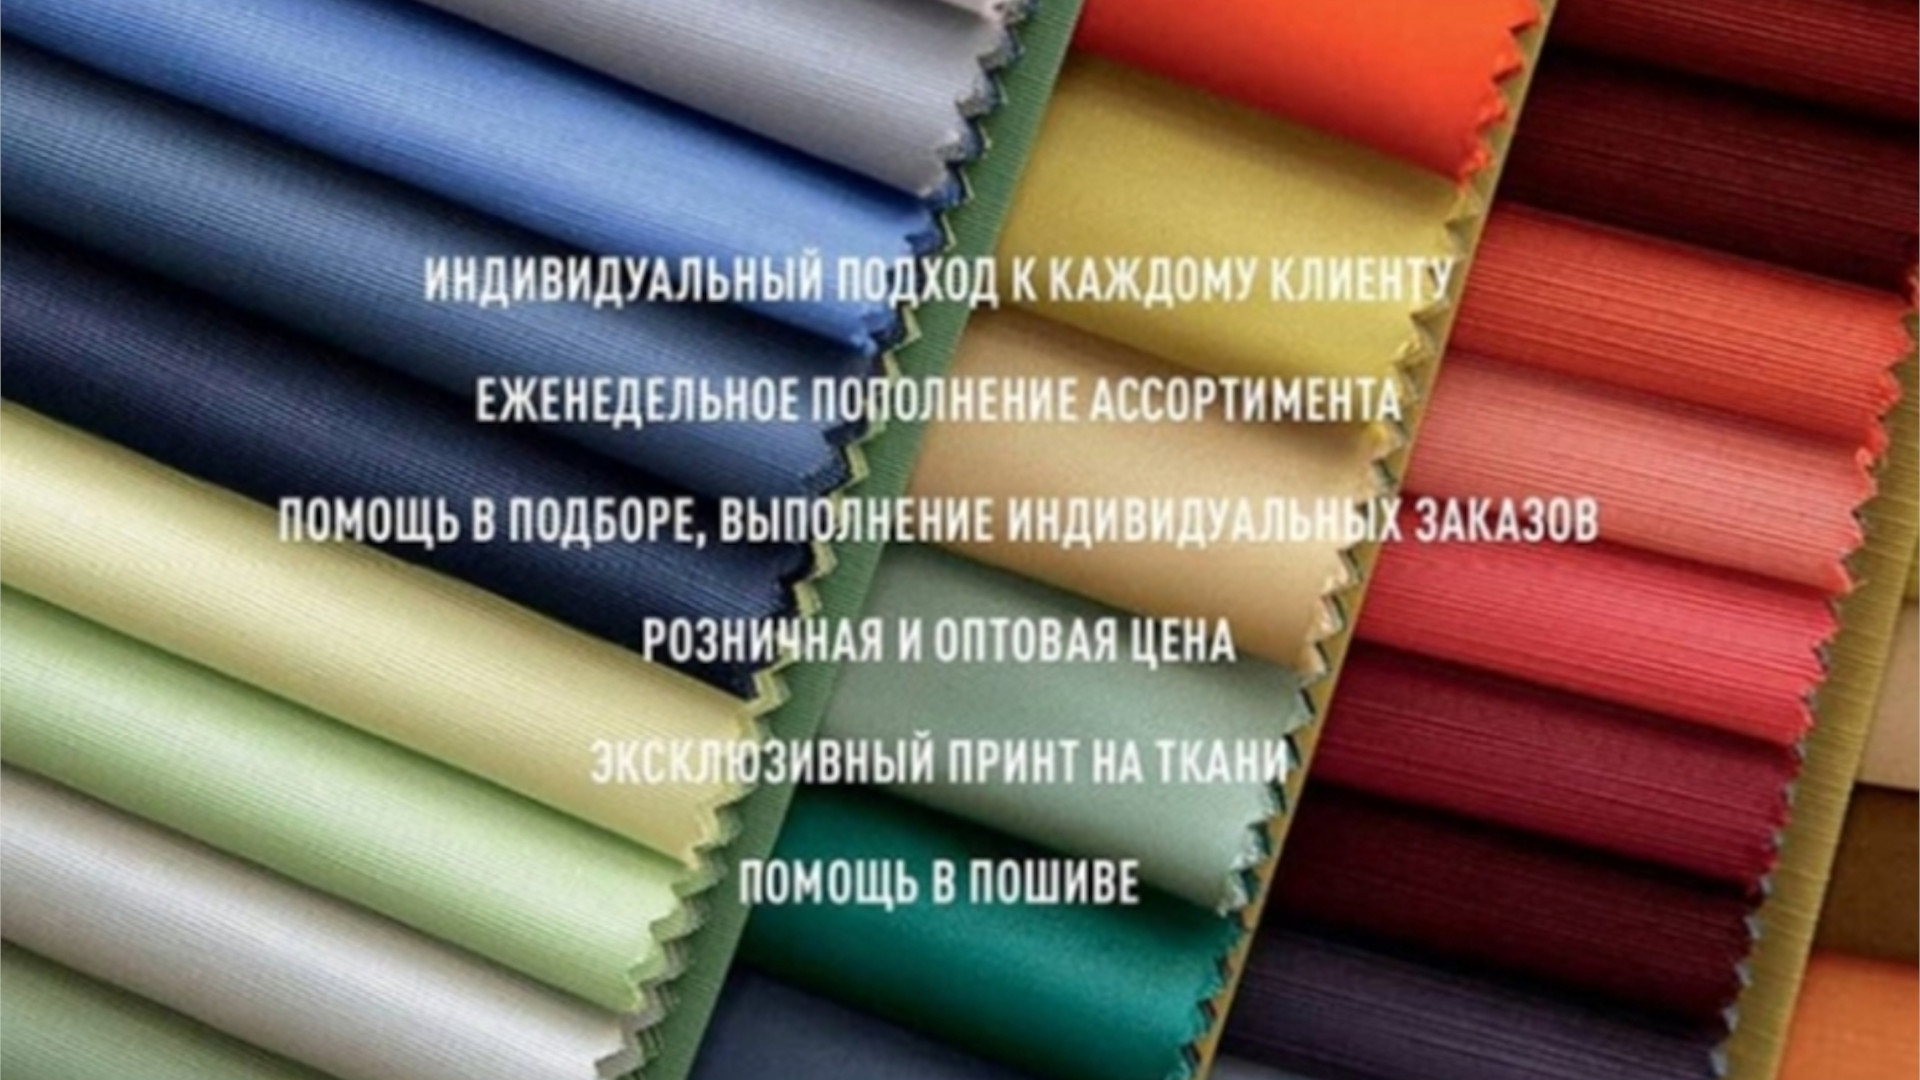 ИНДИВИДУАЛЬНЫЙ ПОДХОД К КАЖДОМУ КЛИЕНТУ
ЕЖЕНЕДЕЛЬНОЕ ПОПОЛНЕНИЕ АССОРТИМЕНТА
ПОМОЩЬ В ПОДБОРЕ, ВЫПОЛНЕНИЕ ИНДИВИДУАЛЬНЫХ ЗАКАЗОВ
РОЗНИЧНАЯ И ОПТОВАЯ ЦЕНА
ЭКСКЛЮЗИВНЫЙ ПРИНТ НА ТКАНИ
ПОМОЩЬ В ПОШИВЕ